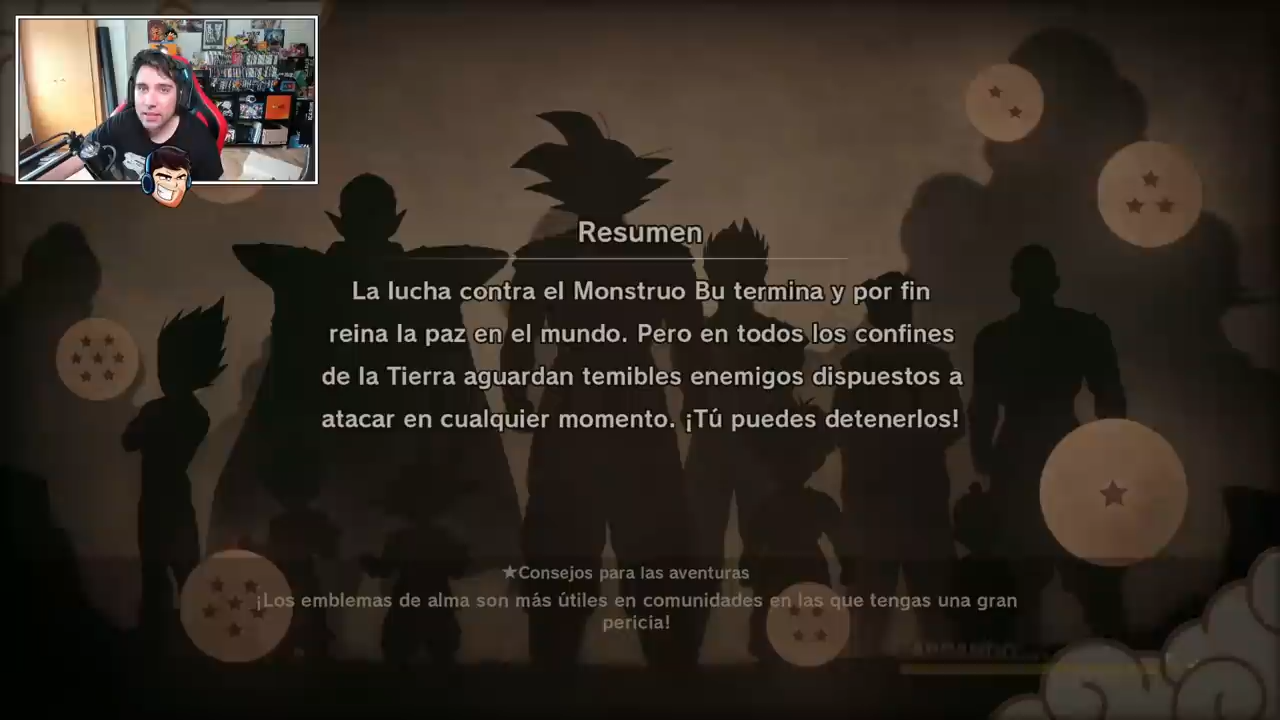 Resumen
La lucha contra el Monstruo Bu termina y por fin
reina la paz en el mundo. Pero en todos los confines
de la Tierra aguardan temibles enemigos dispuestos a
atacar en cualquier momento. ¡Tú puedes detenerlos!
★Consejos para las aventuras
¡Los emblemas de alma son más útiles en comunidades en las que tengas una gran
pericia!